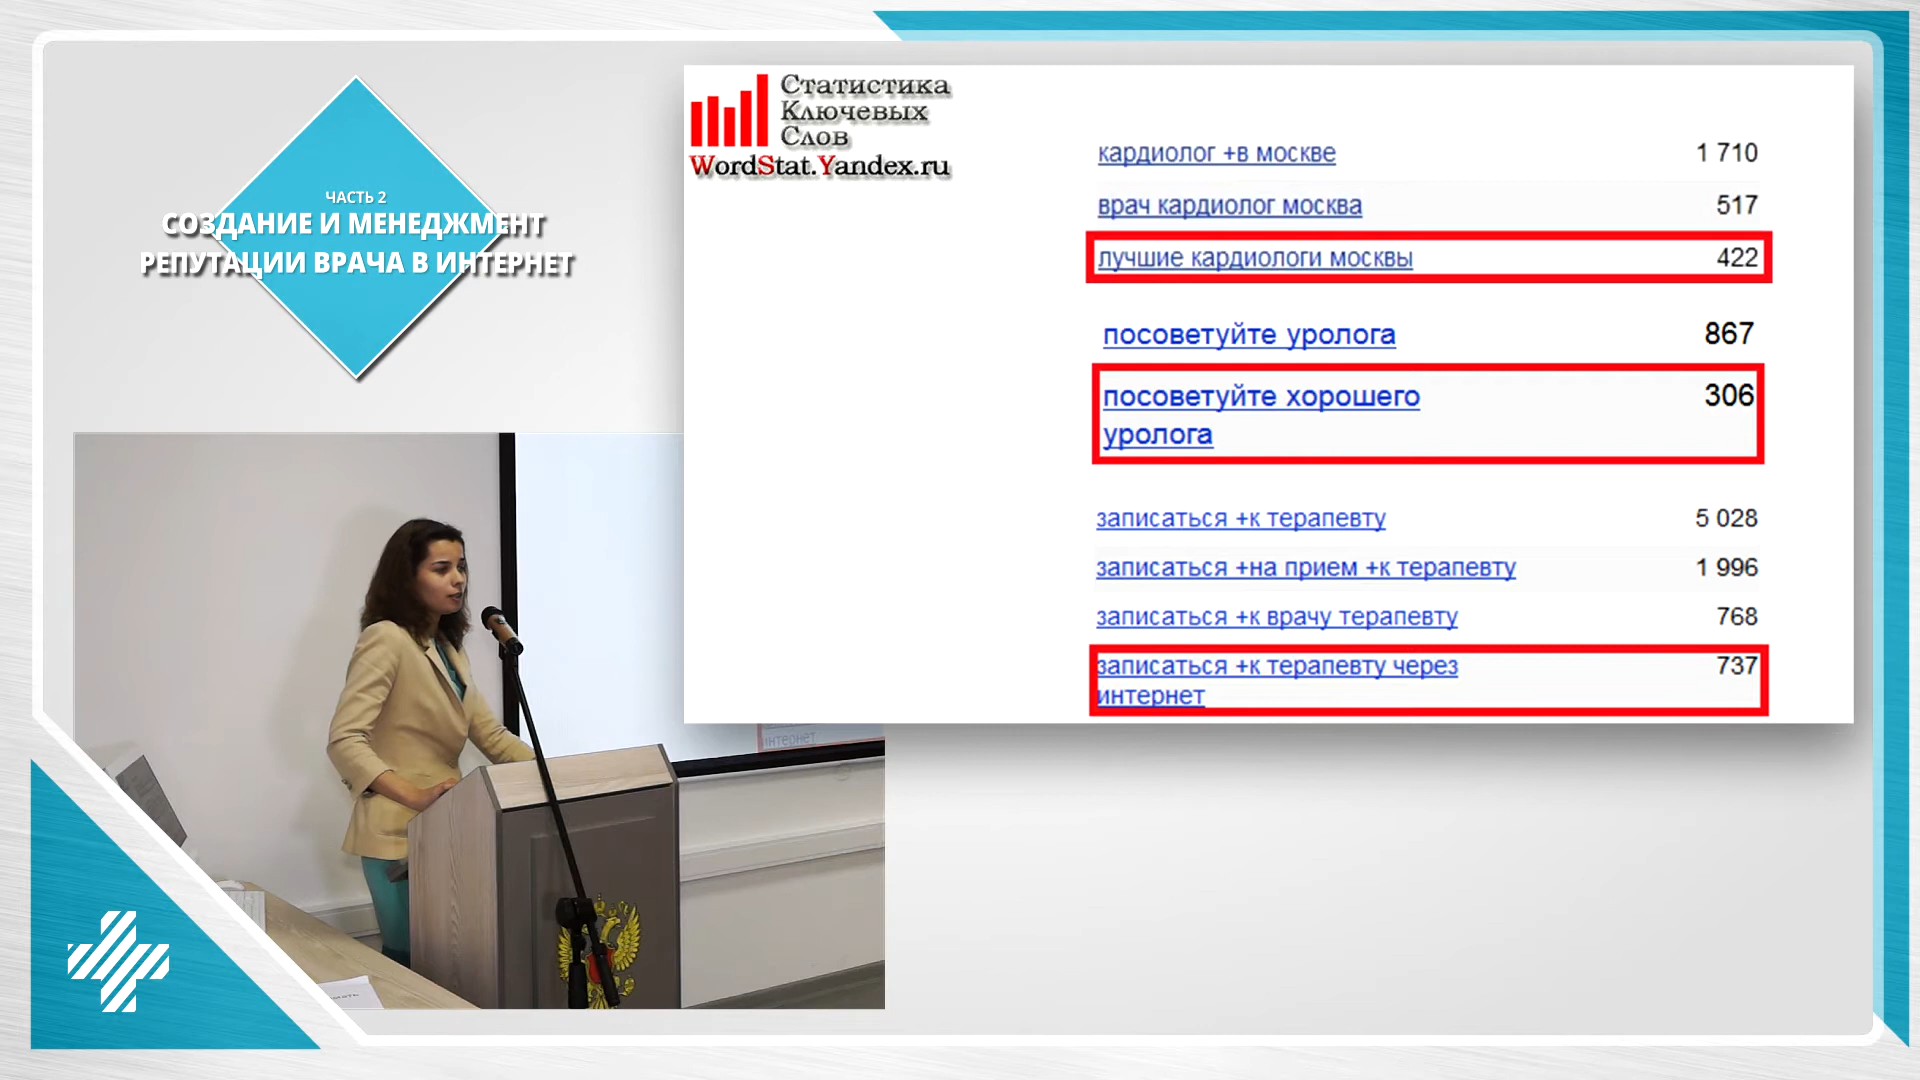 ЧАСТЬ 2
СОЗДАНИЕ И МЕНЕДЖМЕНТ
РЕПУТАЦИИ ВРАЧА В ИНТЕРНЕТ
Статистика
Ключевых
Слов
WordStat.Yandex.ru
кардиолог +в москве 1 710
врач кардиолог москва 517
лучшие кардиологи москвы 422
посоветуйте уролога 867
посоветуйте хорошего 306
уролога
записаться +к терапевту 5 028
записаться +на прием +к терапевту 1 996
записаться +к врачу терапевту 768
записаться +к терапевту через 737
интернет
интернет